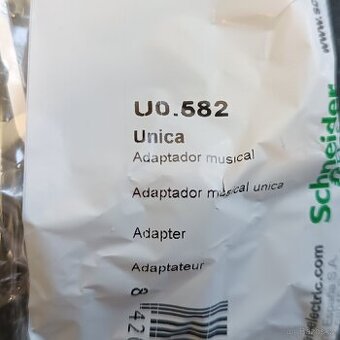 U0.582
Unica
Adaptador musical
Adaptador musical unica
Adapter
Adaptateur
Schneider